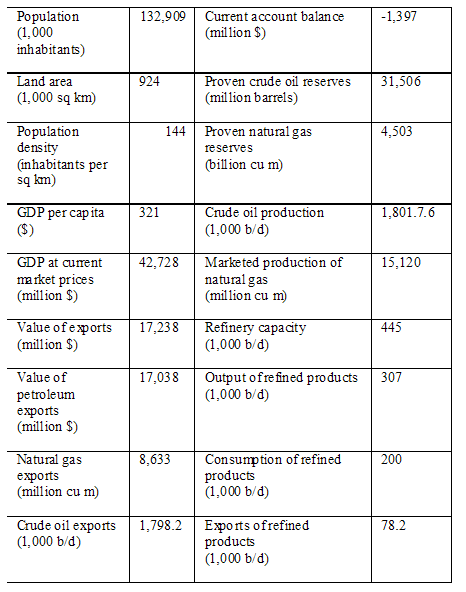 Population 132,909 Current account balance -1,397
(1,000 (million $)
inhabitants)
Land area 924 Proven crude oil reserves 31,506
(1,000 sq km) (million barrels)
Population 144 Proven natural gas 4,503
density reserves
(inhabitants per (billion cu m)
sq km)
GDP per capita 321 Crude oil production 1,801.7.6
($) (1,000 b/d)
GDP at current 42,728 Marketed production of 15,120
market prices natural gas
(million $) (million cu m)
Value of exports 17,238 Refinery capacity 445
(million $) (1,000 b/d)
Value of 17,038 Output of refined products 307
petroleum (1,000 b/d)
exports
(million $)
Natural gas 8,633 Consumption of refined 200
exports products
(million cu m) (1,000 b/d)
Crude oil exports 1,798.2 Exports of refined 78.2
(1,000 b/d) products
(1,000 b/d)